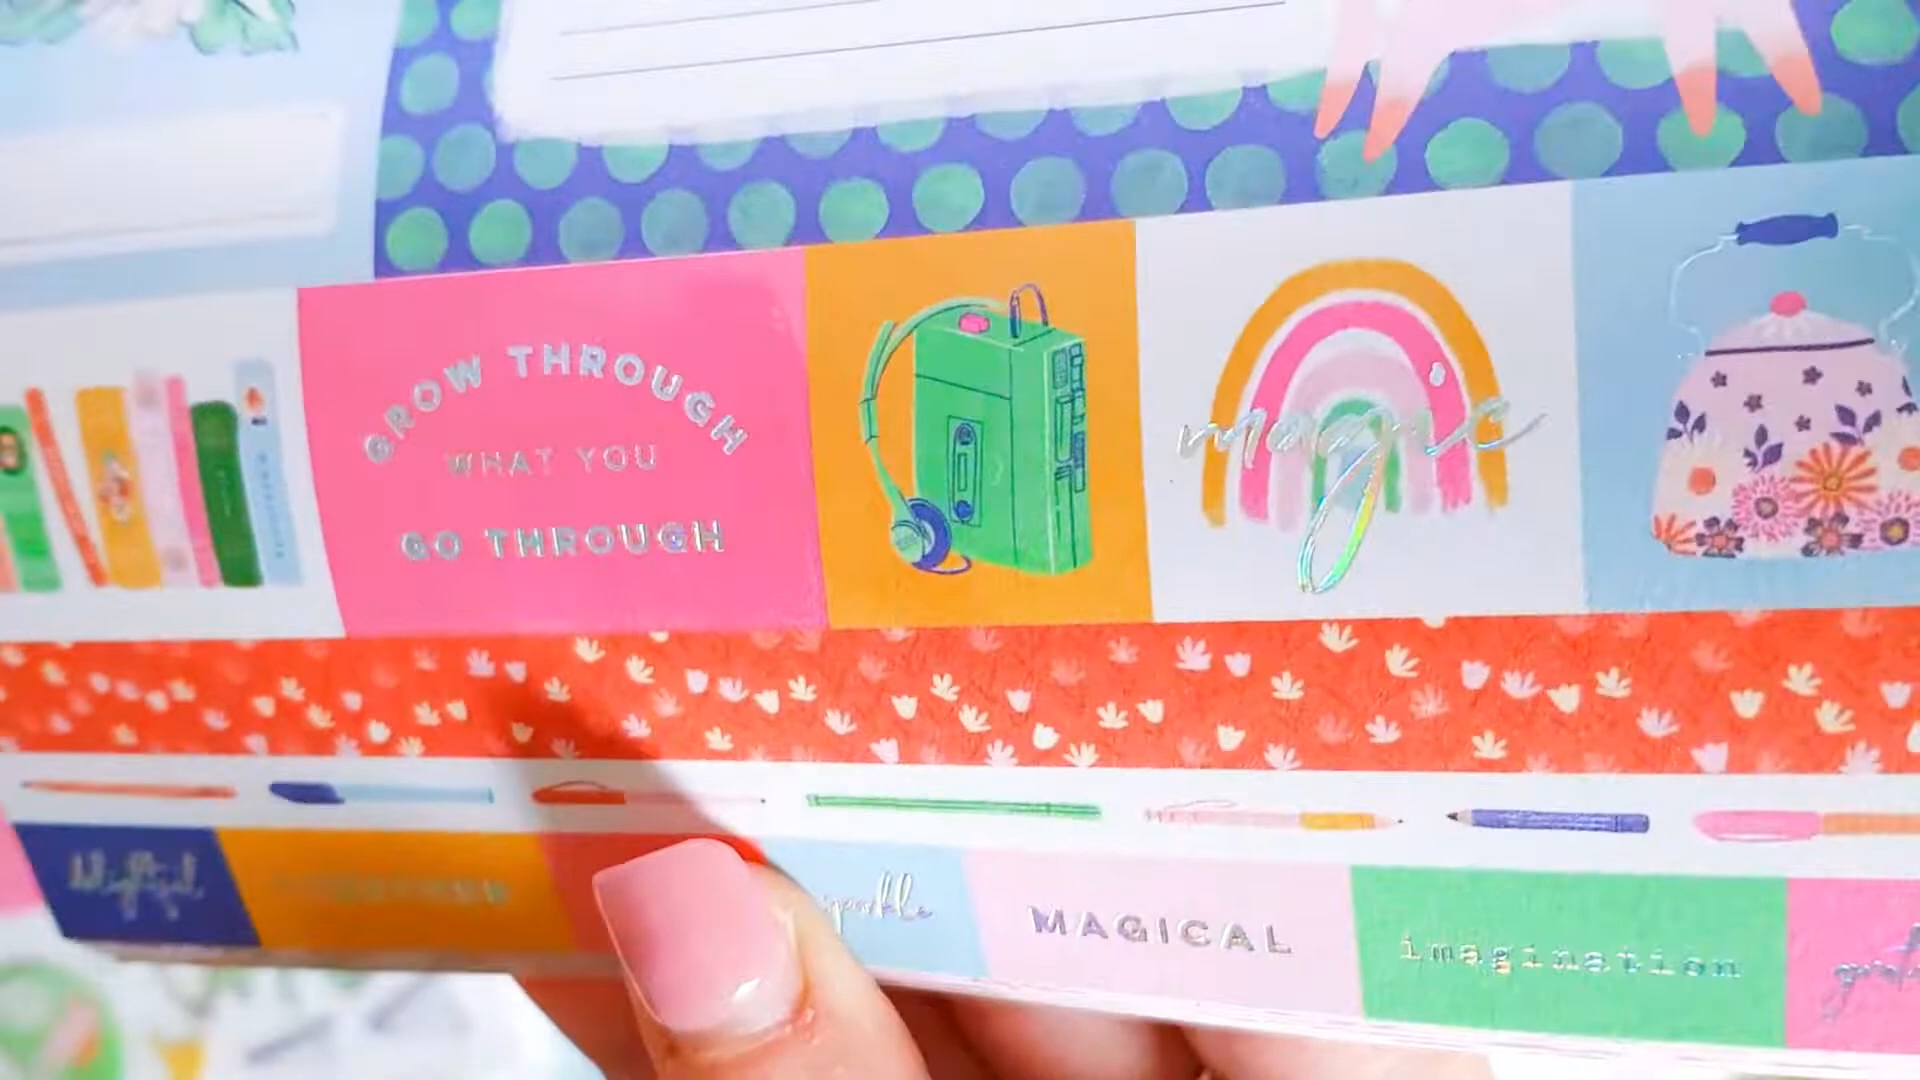 GROW THROUGH
WHAT YOU
GO THROUGH
magic
delightful
sparkle
MAGICAL
imagination